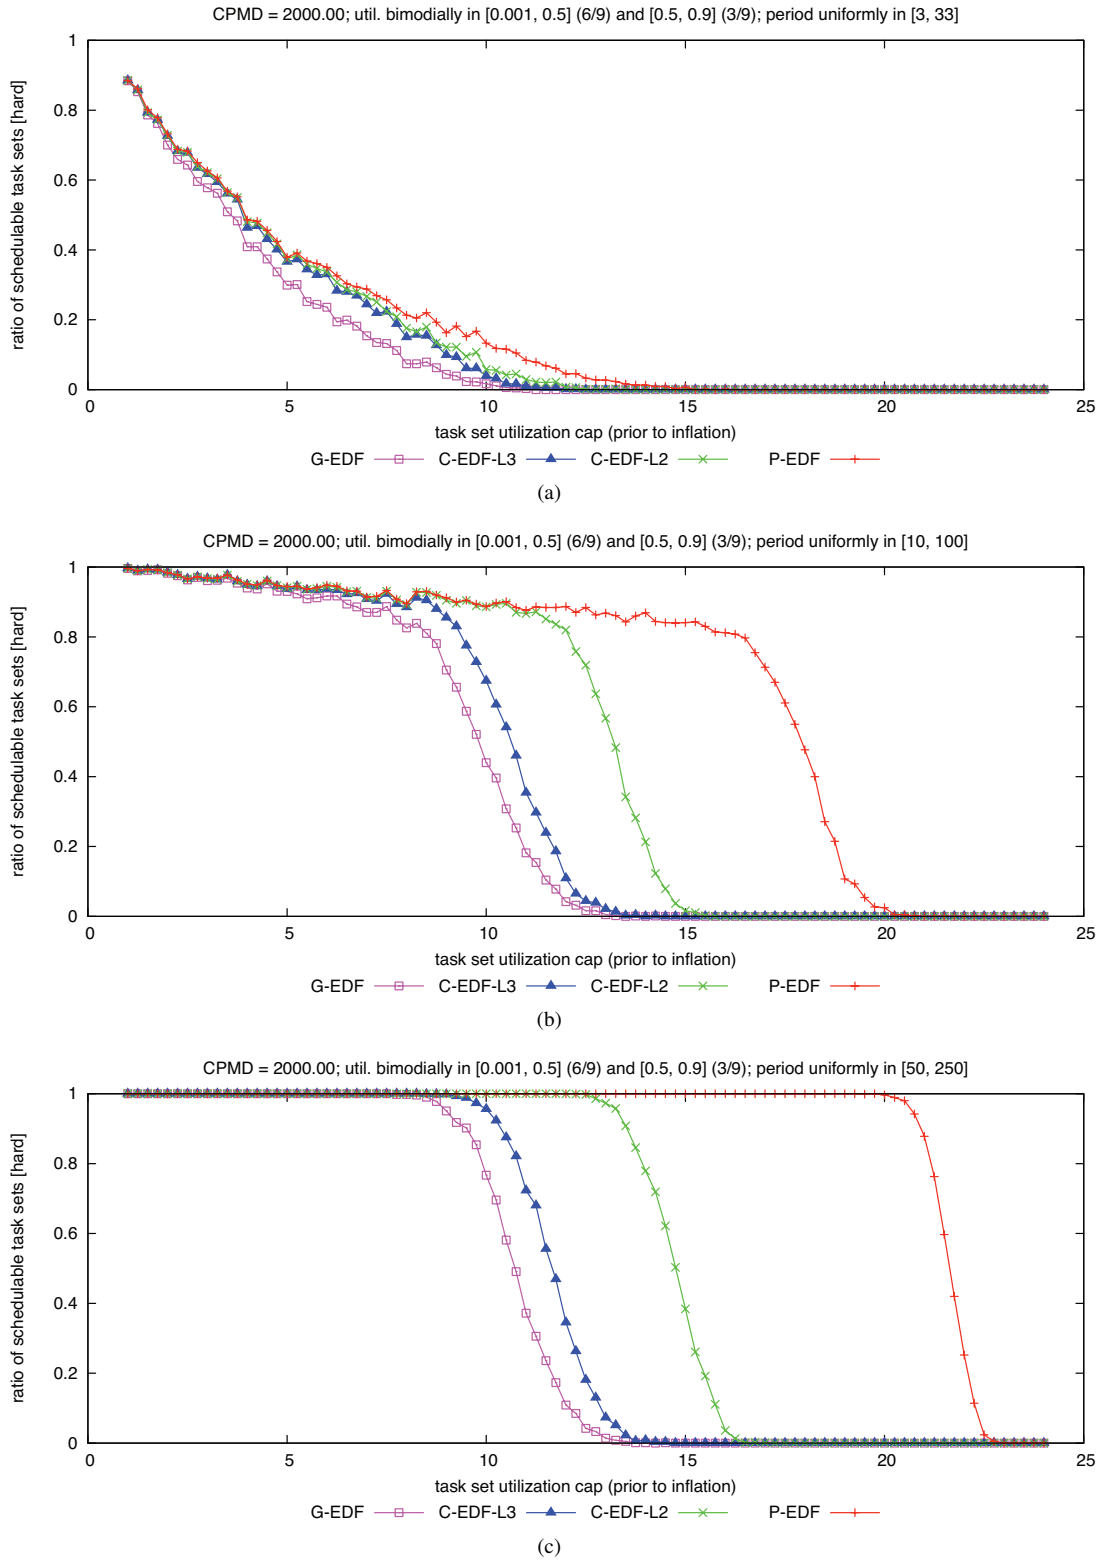 CPMD = 2000.00; util. bimodially in [0.001, 0.5] (6/9) and [0.5, 0.9] (3/9); period uniformly in [3, 33]
ratio of schedulable task sets [hard]
1
0.8
0.6
0.4
0.2
0
0 5 10 15 20 25
task set utilization cap (prior to inflation)
G-EDF C-EDF-L3 C-EDF-L2 P-EDF
(a)
CPMD = 2000.00; util. bimodially in [0.001, 0.5] (6/9) and [0.5, 0.9] (3/9); period uniformly in [10, 100]
ratio of schedulable task sets [hard]
1
0.8
0.6
0.4
0.2
0
0 5 10 15 20 25
task set utilization cap (prior to inflation)
G-EDF C-EDF-L3 C-EDF-L2 P-EDF
(b)
CPMD = 2000.00; util. bimodially in [0.001, 0.5] (6/9) and [0.5, 0.9] (3/9); period uniformly in [50, 250]
ratio of schedulable task sets [hard]
1
0.8
0.6
0.4
0.2
0
0 5 10 15 20 25
task set utilization cap (prior to inflation)
G-EDF C-EDF-L3 C-EDF-L2 P-EDF
(c)